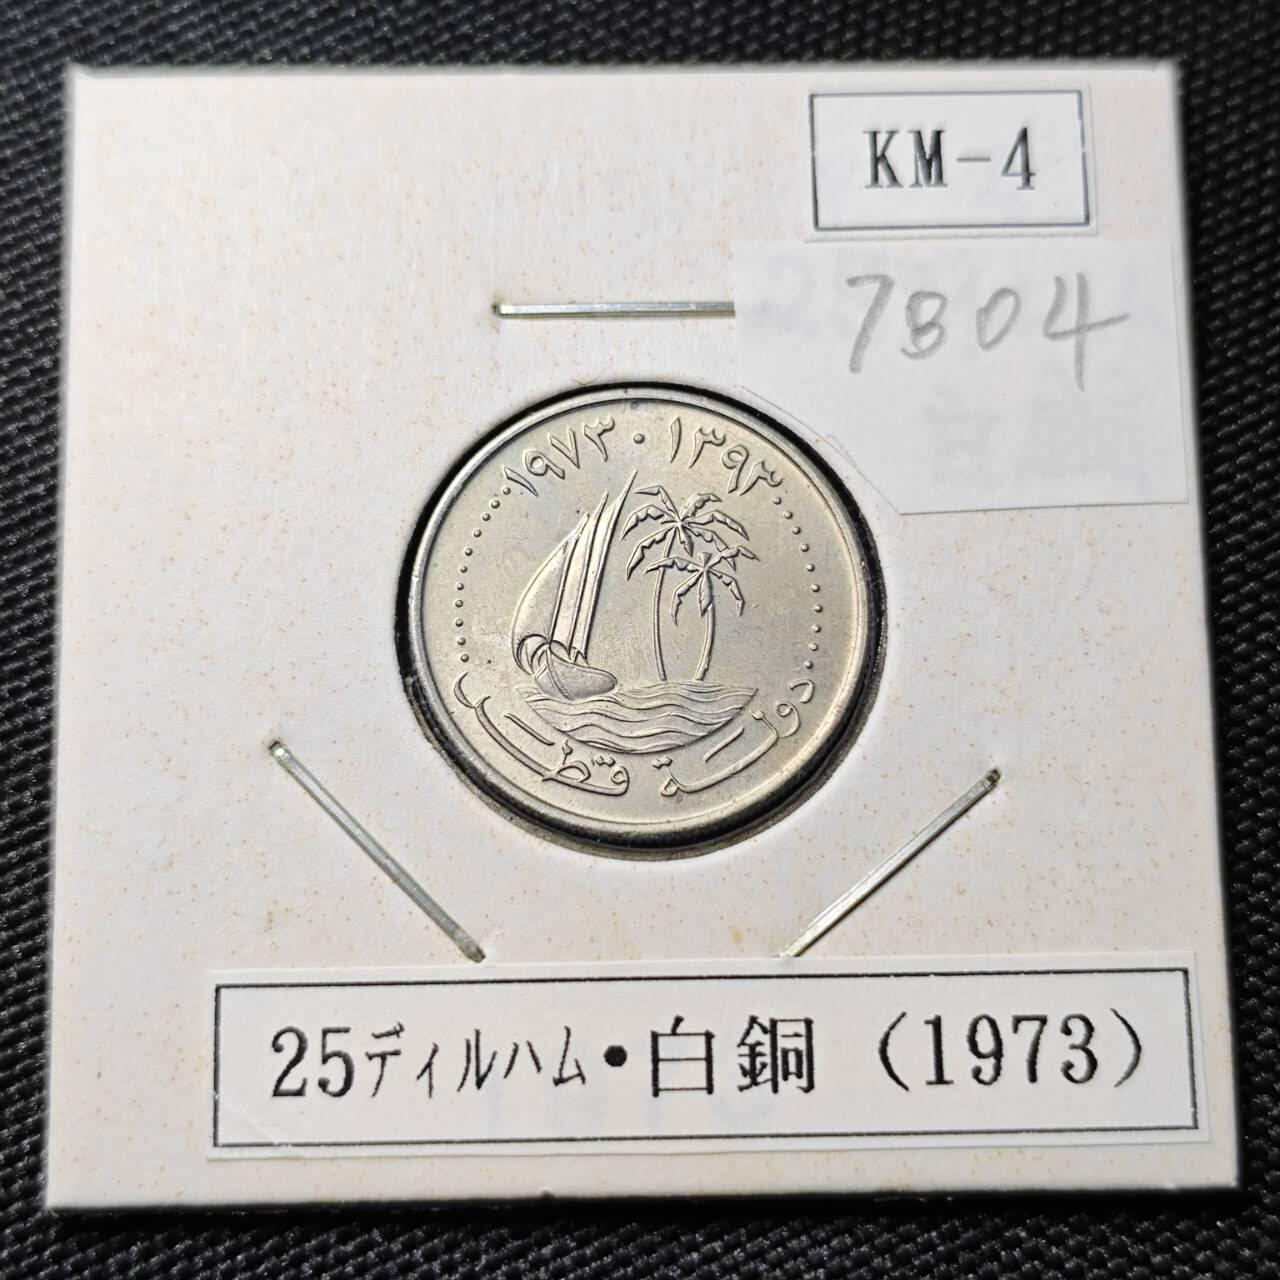 KM-4
7804
١٣٩٣ · ١٩٧٣
دولة قطر
25ディルハム・白銅（1973）